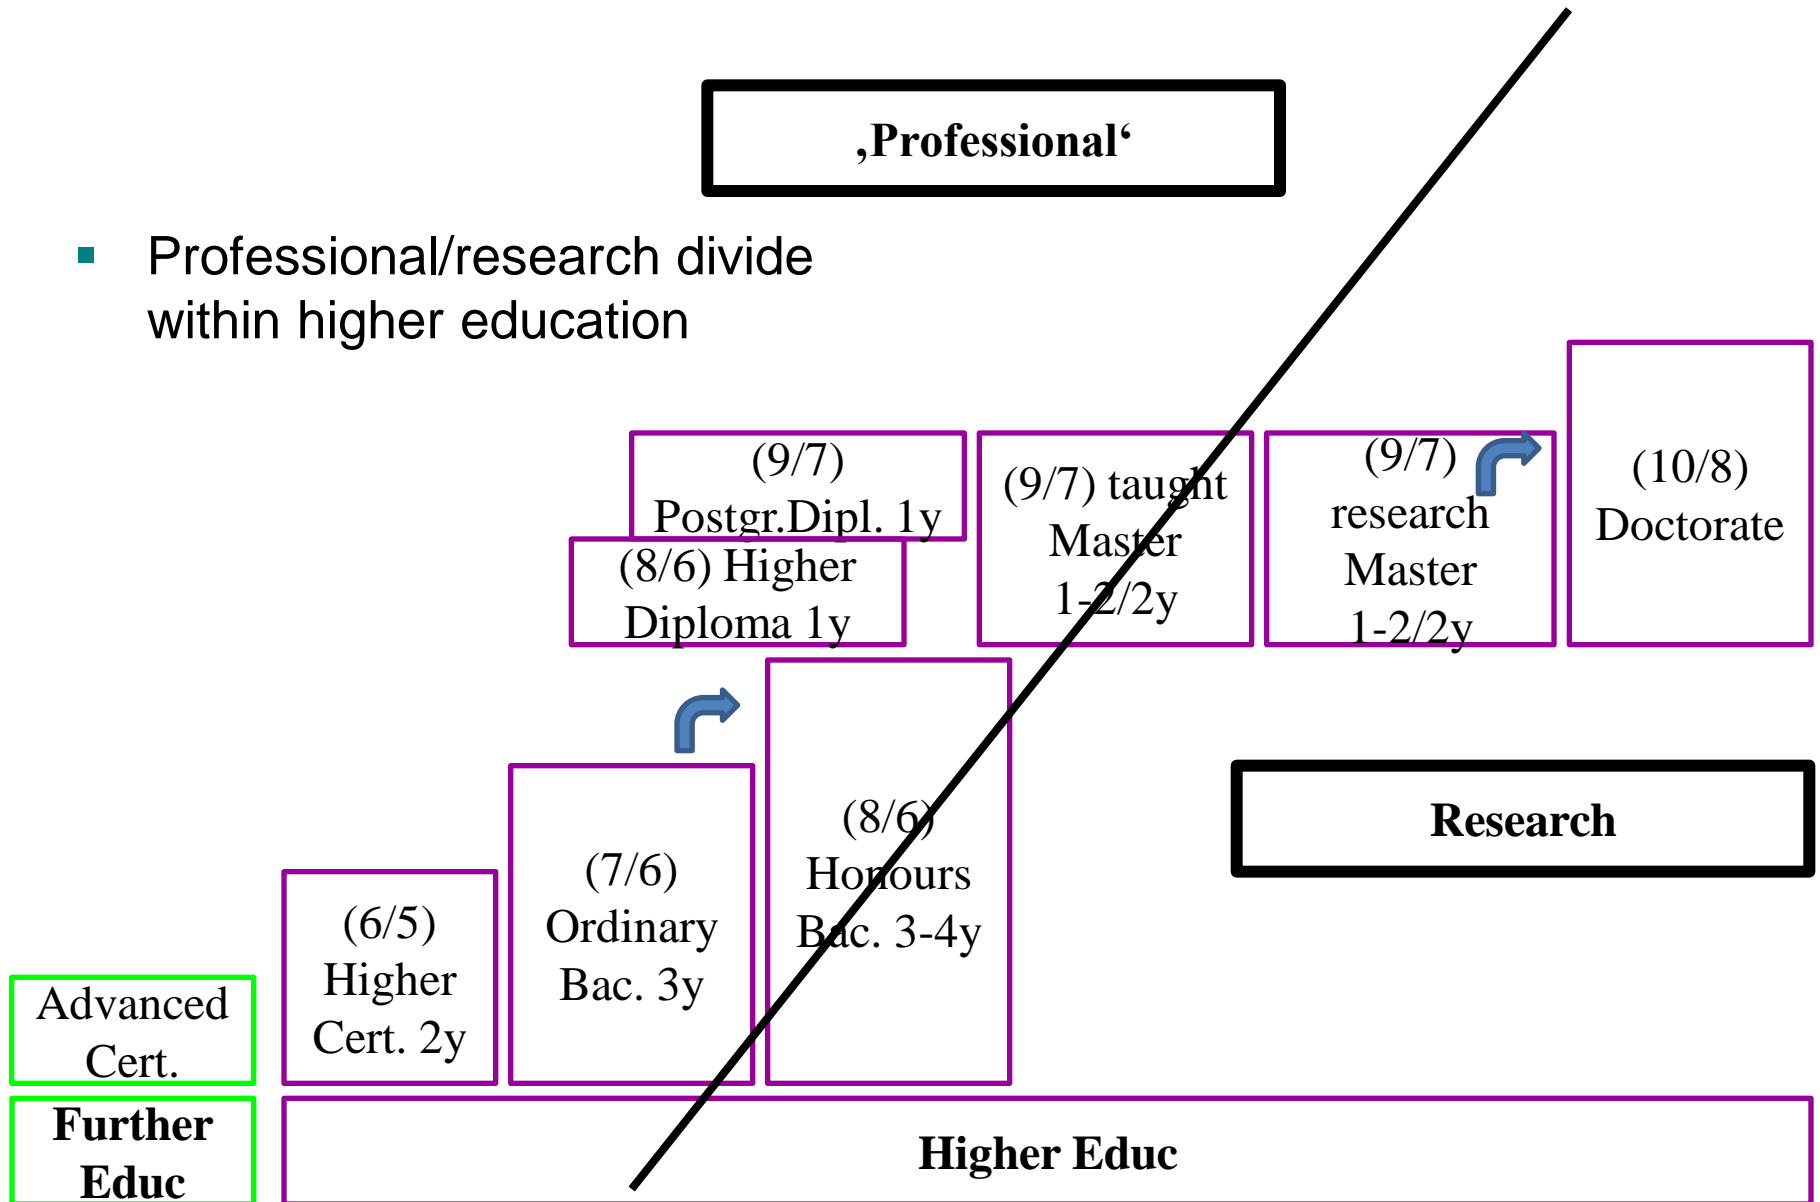 ‚Professional‘
▪ Professional/research divide
within higher education
(9/7)
Postgr.Dipl. 1y
(8/6) Higher
Diploma 1y
(9/7) taught
Master
1-2/2y
(9/7)
research
Master
1-2/2y
(10/8)
Doctorate
Advanced
Cert.
(6/5)
Higher
Cert. 2y
(7/6)
Ordinary
Bac. 3y
(8/6)
Honours
Bac. 3-4y
Research
Further
Educ
Higher Educ